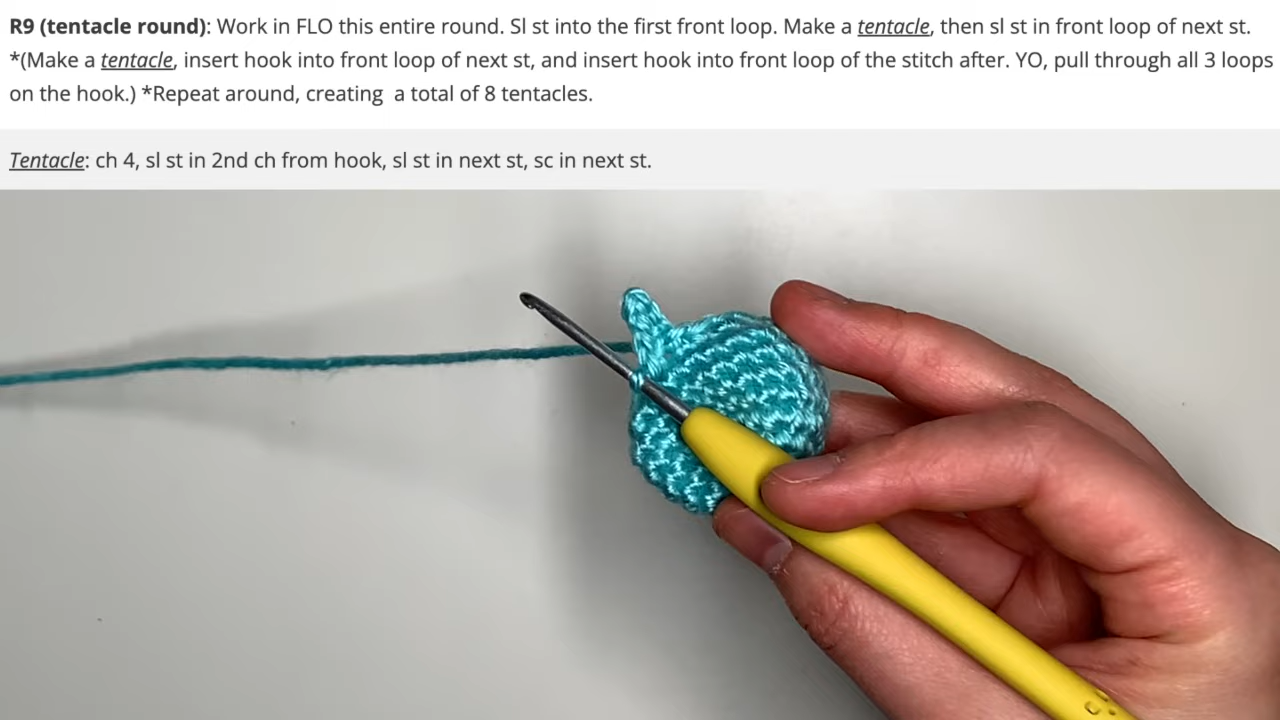 R9 (tentacle round): Work in FLO this entire round. Sl st into the first front loop. Make a tentacle, then sl st in front loop of next st.
*(Make a tentacle, insert hook into front loop of next st, and insert hook into front loop of the stitch after. YO, pull through all 3 loops
on the hook.) *Repeat around, creating  a total of 8 tentacles.
Tentacle: ch 4, sl st in 2nd ch from hook, sl st in next st, sc in next st.